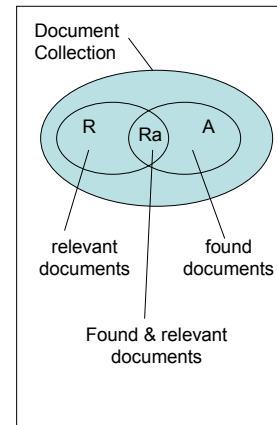 Document
Collection
R
Ra
A
relevant
documents
found
documents
Found & relevant
documents